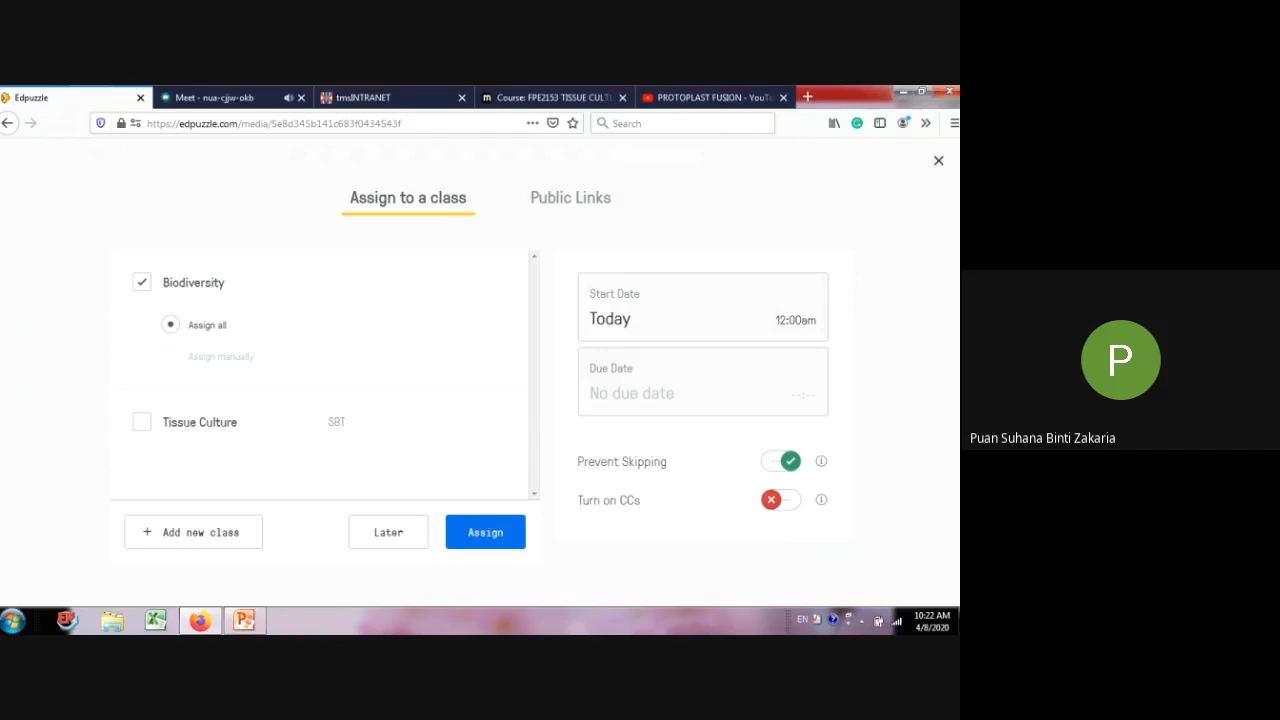 Edpuzzle
Meet - nua-cjjw-okb
tmsINTRANET
m Course: FPE2153 TISSUE CULT
PROTOPLAST FUSION - YouTu
https://edpuzzle.com/media/5e8d345b141c683f0434543f
Search
Assign to a class
Public Links
Biodiversity
Assign all
Assign manually
Tissue Culture
SBT
+ Add new class
Later
Assign
Start Date
Today
12:00am
Due Date
No due date
--:--
Prevent Skipping
Turn on CCs
P
Puan Suhana Binti Zakaria
EN
10:22 AM
4/8/2020